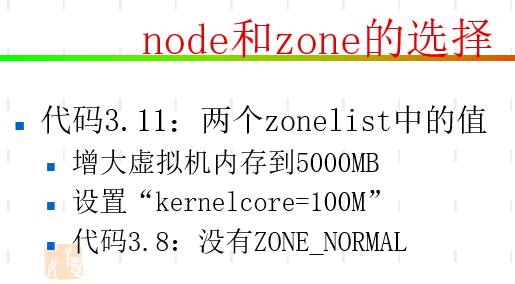 node和zone的选择
代码3.11：两个zonelist中的值
增大虚拟机内存到5000MB
设置“kernelcore=100M”
代码3.8：没有ZONE_NORMAL